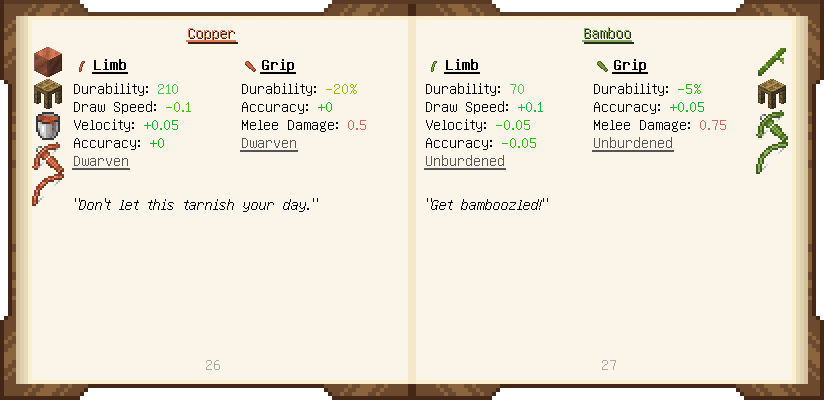 Copper
Limb
Durability: 210
Draw Speed: -0.1
Velocity: +0.05
Accuracy: +0
Dwarven
Grip
Durability: -20%
Accuracy: +0
Melee Damage: 0.5
Dwarven
"Don't let this tarnish your day."
26
Bamboo
Limb
Durability: 70
Draw Speed: +0.1
Velocity: -0.05
Accuracy: -0.05
Unburdened
Grip
Durability: -5%
Accuracy: +0.05
Melee Damage: 0.75
Unburdened
"Get bamboozled!"
27